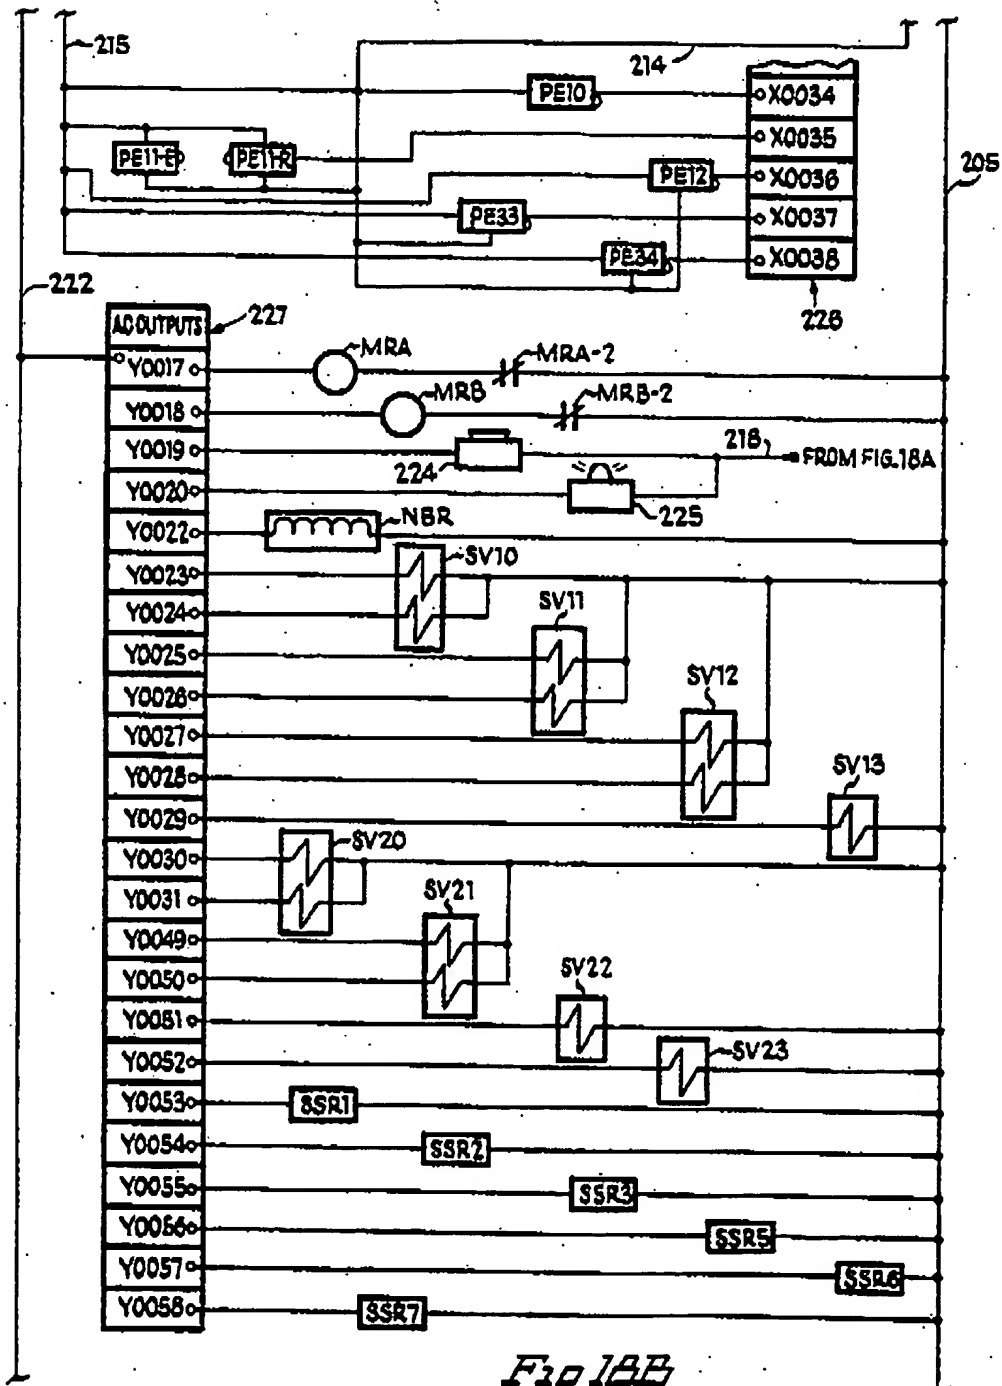 215
214
PE10
X0034
PE11-E
PE11-R
X0035
205
PE12
X0036
PE33
X0037
PE34
X0038
222
226
AC OUTPUTS
227
Y0017
MRA
MRA-2
Y0018
MRB
MRB-2
Y0019
224
218
FROM FIG.18A
Y0020
225
Y0022
NBR
Y0023
SV10
Y0024
SV11
Y0025
Y0026
SV12
Y0027
Y0028
SV13
Y0029
Y0030
SV20
Y0031
SV21
Y0049
Y0050
SV22
Y0051
Y0052
SV23
Y0053
SSR1
Y0054
SSR2
Y0055
SSR3
Y0056
SSR5
Y0057
SSR6
Y0058
SSR7
Fig 18B